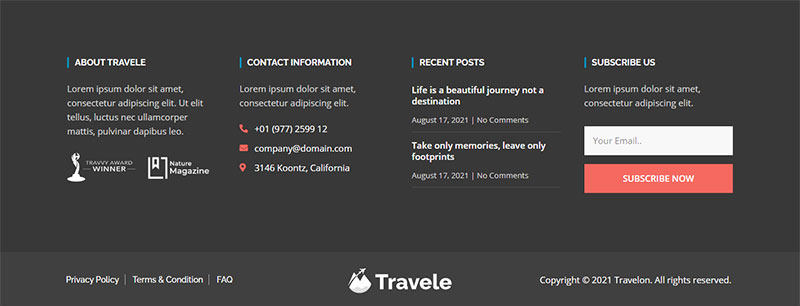 ABOUT TRAVELE
Lorem ipsum dolor sit amet,
consectetur adipiscing elit. Ut elit
tellus, luctus nec ullamcorper
mattis, pulvinar dapibus leo.
TRAVVY AWARD
WINNER
Nature
Magazine
CONTACT INFORMATION
Lorem ipsum dolor sit amet,
consectetur adipiscing elit.
+01 (977) 2599 12
company@domain.com
3146 Koontz, California
RECENT POSTS
Life is a beautiful journey not a
destination
August 17, 2021 | No Comments
Take only memories, leave only
footprints
August 17, 2021 | No Comments
SUBSCRIBE US
Lorem ipsum dolor sit amet,
consectetur adipiscing elit.
Your Email..
SUBSCRIBE NOW
Privacy Policy | Terms & Condition | FAQ
Travele
Copyright © 2021 Travelon. All rights reserved.